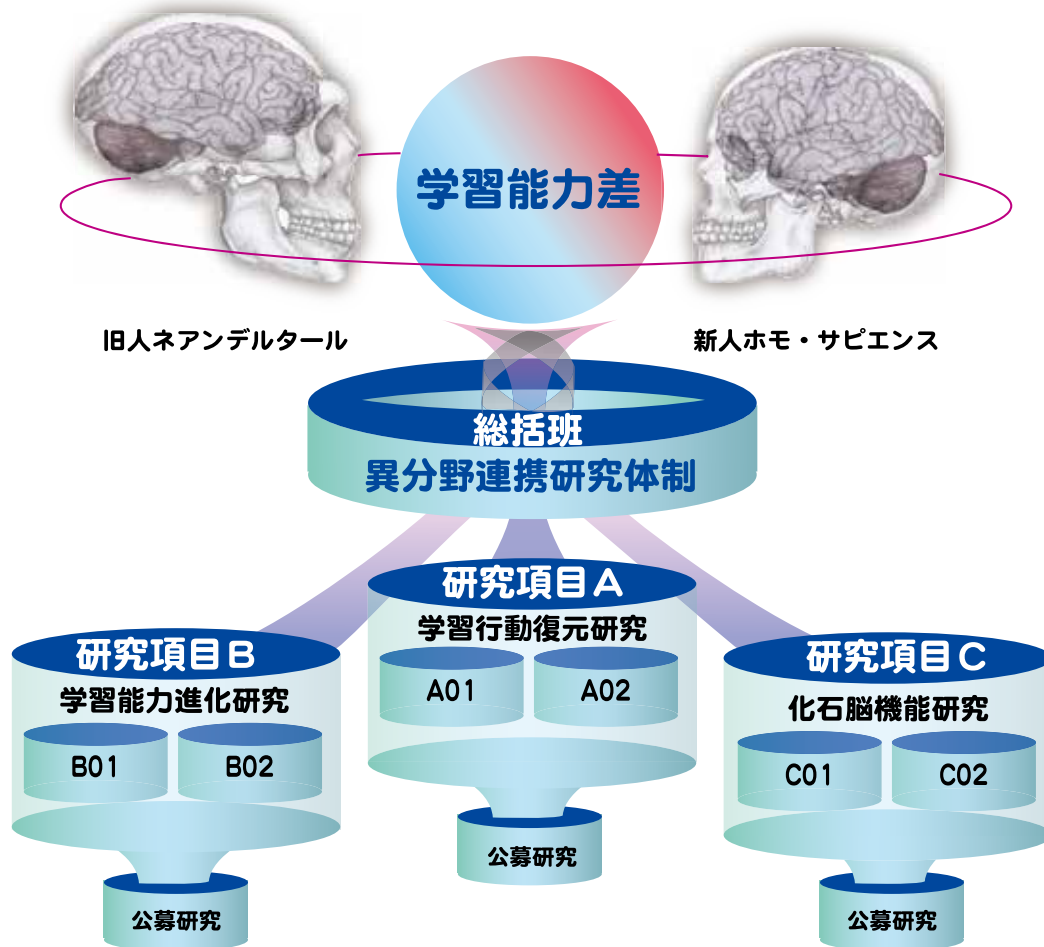 学習能力差
旧人ネアンデルタール
新人ホモ・サピエンス
総括班
異分野連携研究体制
研究項目A
学習行動復元研究
A01
A02
公募研究
研究項目B
学習能力進化研究
B01
B02
公募研究
研究項目C
化石脳機能研究
C01
C02
公募研究